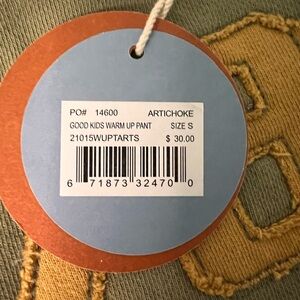 PO# 14600 ARTICHOKE
GOOD KIDS WARM UP PANT SIZE S
21015WUPTARTS $ 30.00
6 71873 32470 0